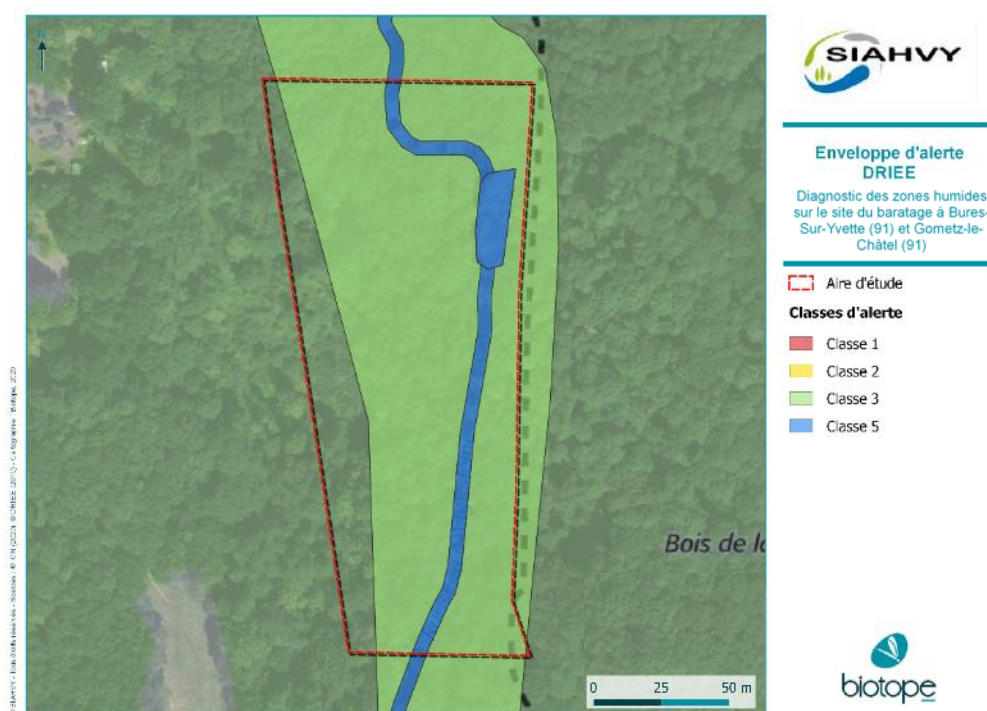 N
SIAHVY
Enveloppe d'alerte
DRIEE
Diagnostic des zones humides
sur le site du baratage à Bures-
Sur-Yvette (91) et Gometz-le-
Châtel (91)
Aire d'étude
Classes d'alerte
Classe 1
Classe 2
Classe 3
Classe 5
Bois de l
0 25 50 m
biotope